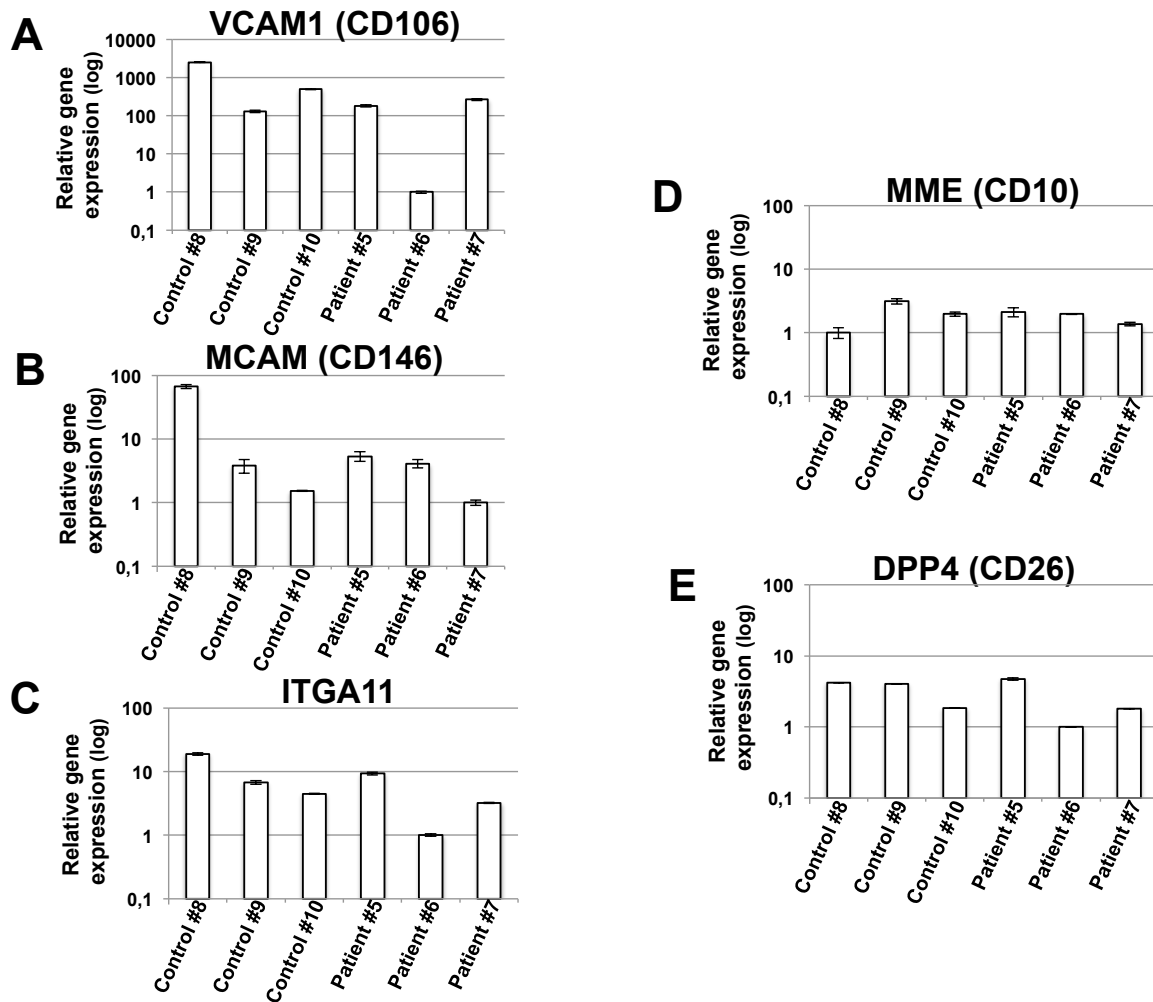 A
VCAM1 (CD106)
Relative gene
expression (log)
10000
1000
100
10
1
0,1
Control #8
Control #9
Control #10
Patient #5
Patient #6
Patient #7
B
MCAM (CD146)
Relative gene
expression (log)
100
10
1
0,1
Control #8
Control #9
Control #10
Patient #5
Patient #6
Patient #7
C
ITGA11
Relative gene
expression (log)
100
10
1
0,1
Control #8
Control #9
Control #10
Patient #5
Patient #6
Patient #7
D
MME (CD10)
Relative gene
expression (log)
100
10
1
0,1
Control #8
Control #9
Control #10
Patient #5
Patient #6
Patient #7
E
DPP4 (CD26)
Relative gene
expression (log)
100
10
1
0,1
Control #8
Control #9
Control #10
Patient #5
Patient #6
Patient #7